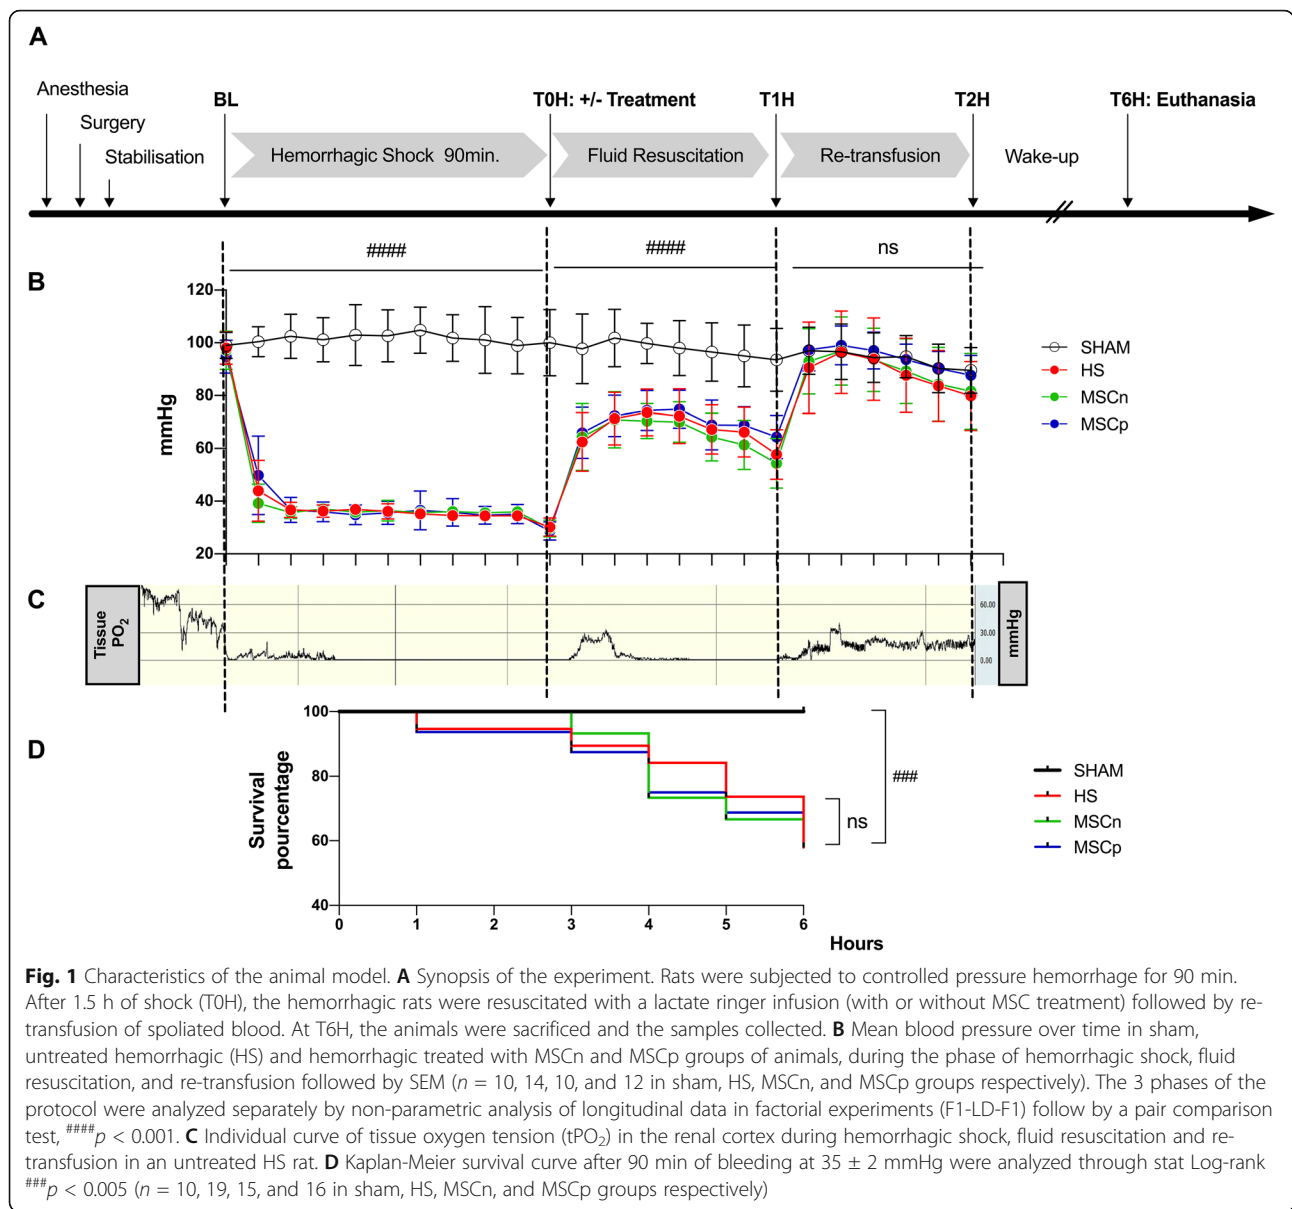 A
Anesthesia
Surgery
Stabilisation
BL
T0H: +/- Treatment
T1H
T2H
T6H: Euthanasia
Hemorrhagic Shock 90min.
Fluid Resuscitation
Re-transfusion
Wake-up
B
####
####
ns
120
100
80
60
40
20
mmHg
SHAM
HS
MSCn
MSCp
C
Tissue
PO2
60.00
30.00
0.00
mmHg
D
100
80
60
40
Survival
pourcentage
0 1 2 3 4 5 6
Hours
ns
###
SHAM
HS
MSCn
MSCp
Fig. 1 Characteristics of the animal model. A Synopsis of the experiment. Rats were subjected to controlled pressure hemorrhage for 90 min.
After 1.5 h of shock (T0H), the hemorrhagic rats were resuscitated with a lactate ringer infusion (with or without MSC treatment) followed by re-
transfusion of spoliated blood. At T6H, the animals were sacrificed and the samples collected. B Mean blood pressure over time in sham,
untreated hemorrhagic (HS) and hemorrhagic treated with MSCn and MSCp groups of animals, during the phase of hemorrhagic shock, fluid
resuscitation, and re-transfusion followed by SEM (n = 10, 14, 10, and 12 in sham, HS, MSCn, and MSCp groups respectively). The 3 phases of the
protocol were analyzed separately by non-parametric analysis of longitudinal data in factorial experiments (F1-LD-F1) follow by a pair comparison
test, ####p < 0.001. C Individual curve of tissue oxygen tension (tPO2) in the renal cortex during hemorrhagic shock, fluid resuscitation and re-
transfusion in an untreated HS rat. D Kaplan-Meier survival curve after 90 min of bleeding at 35 ± 2 mmHg were analyzed through stat Log-rank
###p < 0.005 (n = 10, 19, 15, and 16 in sham, HS, MSCn, and MSCp groups respectively)